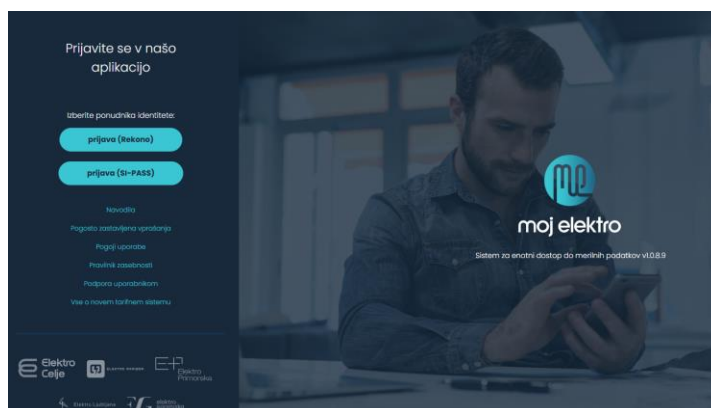 Prijavite se v našo
aplikacijo
Izberite ponudnika identitete:
prijava (Rekono)
prijava (SI-PASS)
Navodila
Pogosto zastavljena vprašanja
Pogoji uporabe
Pravilnik zasebnosti
Podpora uporabnikom
Vse o novem tarifnem sistemu
moj elektro
Sistem za enotni dostop do merilnih podatkov v1.0.8.9
Elektro
Celje
Elektro
Primorska
Elektro Ljubljana